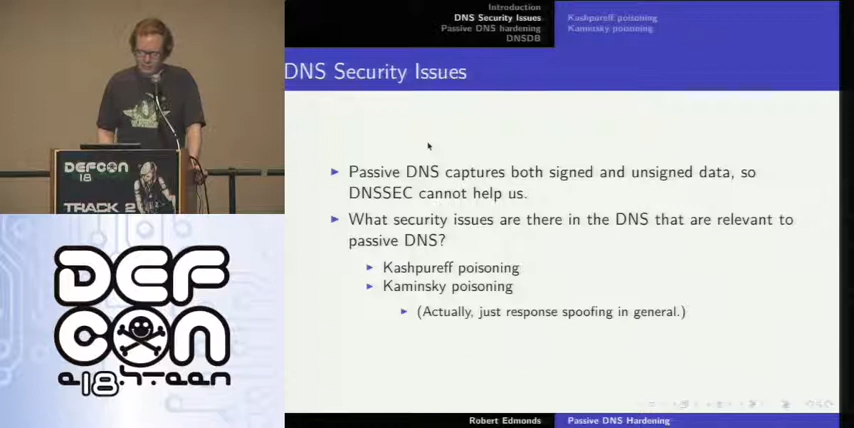 Introduction
DNS Security Issues
Passive DNS hardening
DNSDB
Kashpureff poisoning
Kaminsky poisoning
DNS Security Issues
▶ Passive DNS captures both signed and unsigned data, so
DNSSEC cannot help us.
▶ What security issues are there in the DNS that are relevant to
passive DNS?
▶ Kashpureff poisoning
▶ Kaminsky poisoning
▶ (Actually, just response spoofing in general.)
Robert Edmonds
Passive DNS Hardening
DEFCON
18
TRACK 2
DEF
CON